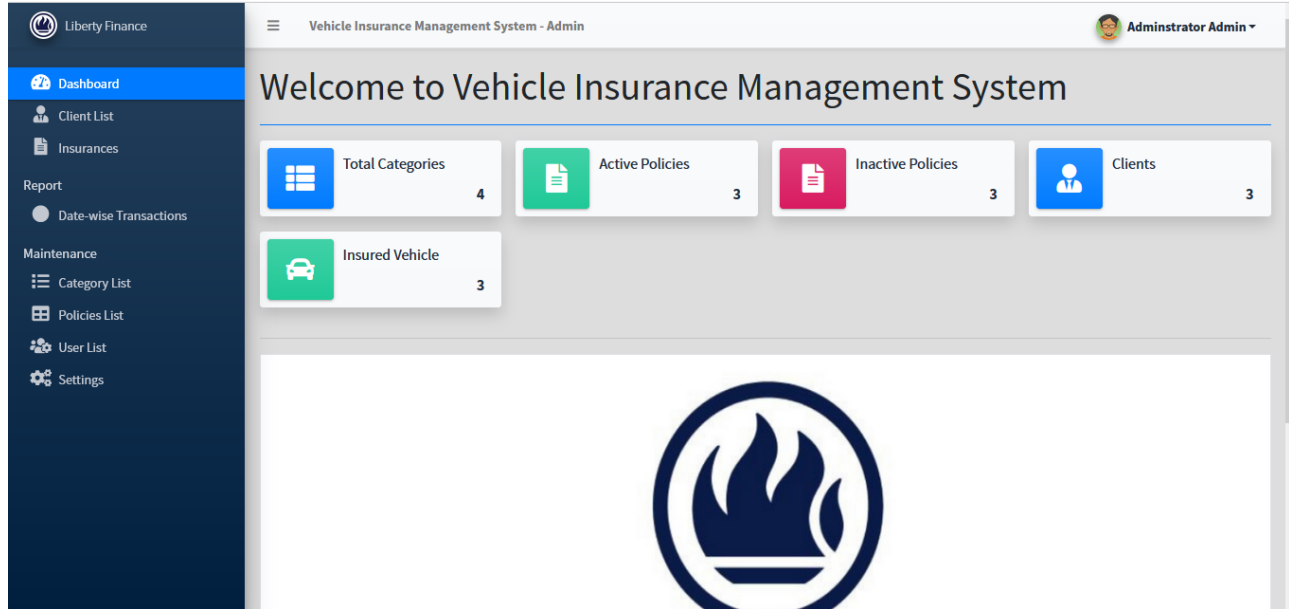 Liberty Finance
Vehicle Insurance Management System - Admin
Adminstrator Admin
Dashboard
Client List
Insurances
Report
Date-wise Transactions
Maintenance
Category List
Policies List
User List
Settings
Welcome to Vehicle Insurance Management System
Total Categories
4
Active Policies
3
Inactive Policies
3
Clients
3
Insured Vehicle
3